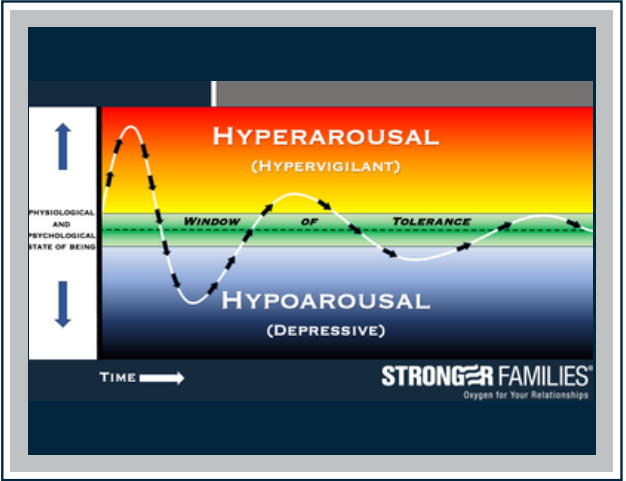 HYPERAROUSAL
(HYPERVIGILANT)
PHYSIOLOGICAL
AND
PSYCHOLOGICAL
STATE OF BEING
WINDOW OF TOLERANCE
HYPOAROUSAL
(DEPRESSIVE)
TIME
STRONGER FAMILIES®
Oxygen for Your Relationships